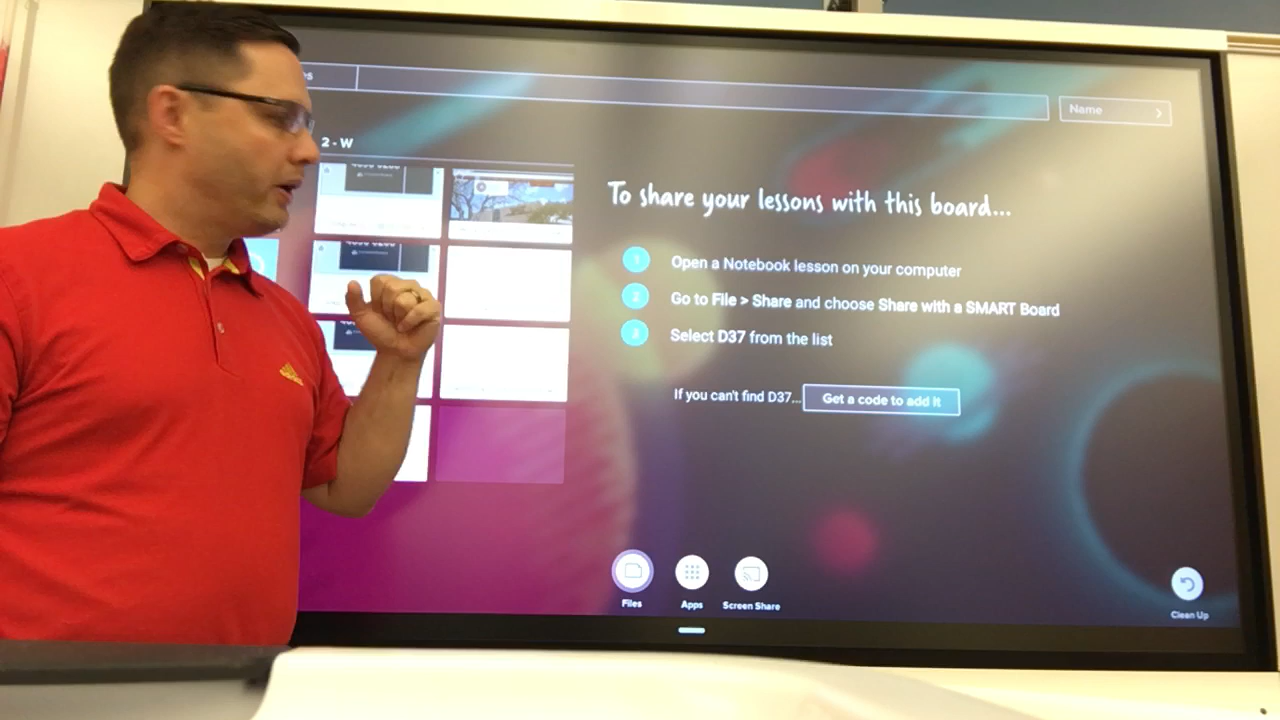 Name
2 - W
To share your lessons with this board...
1 Open a Notebook lesson on your computer
2 Go to File > Share and choose Share with a SMART Board
3 Select D37 from the list
If you can't find D37... Get a code to add it
Files
Apps
Screen Share
Clean Up